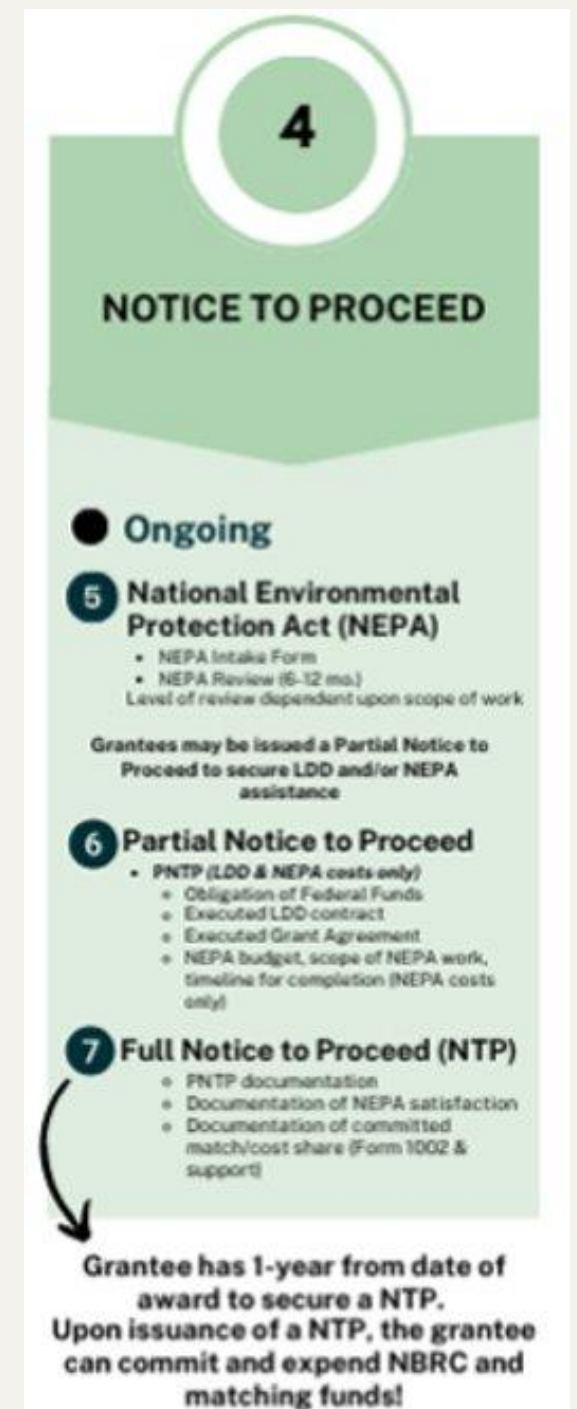 4
NOTICE TO PROCEED
Ongoing
5 National Environmental
Protection Act (NEPA)
• NEPA Intake Form
• NEPA Review (6-12 mo.)
Level of review dependent upon scope of work
Grantees may be issued a Partial Notice to
Proceed to secure LDD and/or NEPA
assistance
6 Partial Notice to Proceed
• PNTP (LDD & NEPA costs only)
Obligation of Federal Funds
Executed LDD contract
Executed Grant Agreement
NEPA budget, scope of NEPA work,
timeline for completion (NEPA costs
only)
7 Full Notice to Proceed (NTP)
PNTP documentation
Documentation of NEPA satisfaction
Documentation of committed
match/cost share (Form 1002 &
support)
Grantee has 1-year from date of
award to secure a NTP.
Upon issuance of a NTP, the grantee
can commit and expend NBRC and
matching funds!